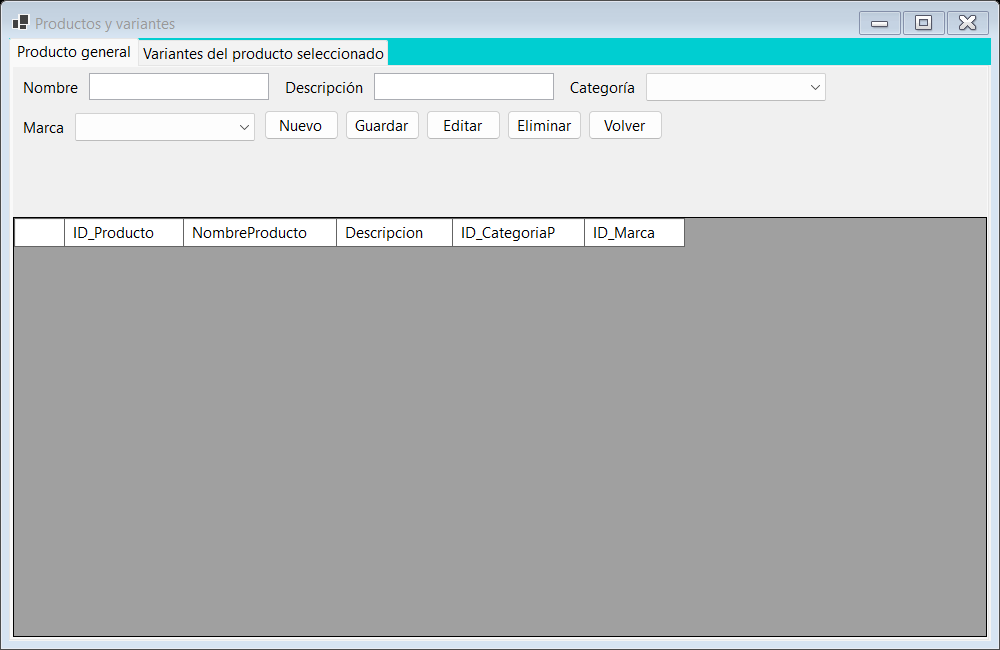 Productos y variantes
Producto general Variantes del producto seleccionado
Nombre Descripción Categoría
Marca Nuevo Guardar Editar Eliminar Volver
ID_Producto NombreProducto Descripcion ID_CategoriaP ID_Marca